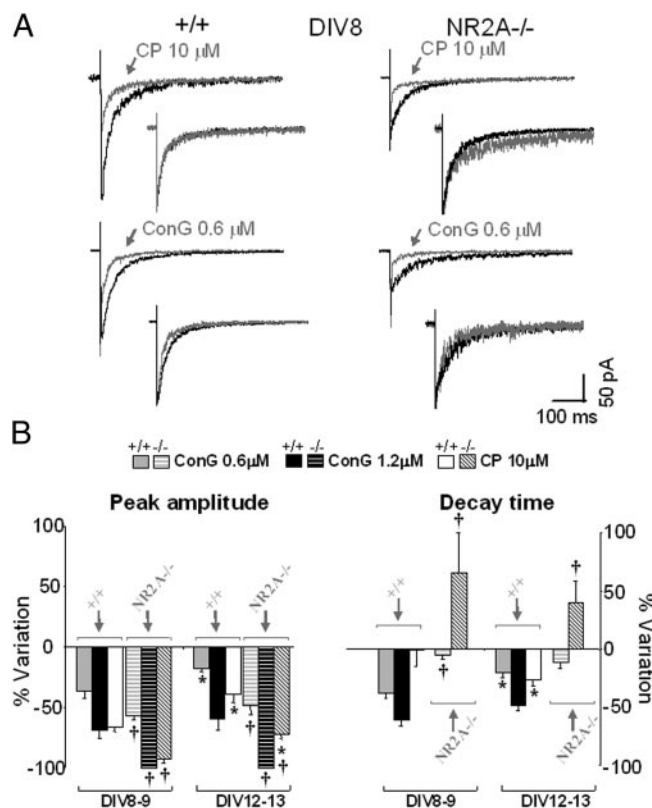 A
+/+ DIV8 NR2A-/-
CP 10 μM CP 10 μM
ConG 0.6 μM ConG 0.6 μM
50 pA
100 ms
B
+/+ -/- +/+ -/- +/+ -/-
ConG 0.6μM ConG 1.2μM CP 10μM
Peak amplitude Decay time
100 100
50 50
0 0
-50 -50
-100 -100
% Variation % Variation
+/+ NR2A-/- +/+ NR2A-/- +/+ +/+
† † † * * † † * † † † * * †
NR2A-/- NR2A-/-
DIV8-9 DIV12-13 DIV8-9 DIV12-13